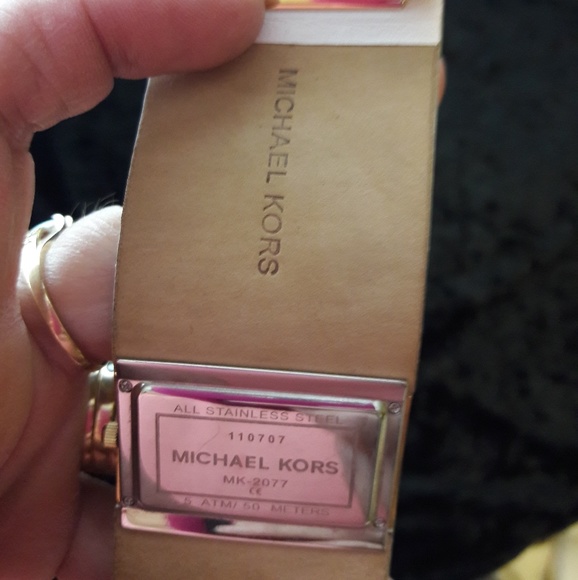 MICHAEL KORS
ALL STAINLESS STEEL
110707
MICHAEL KORS
MK-2077
CE
5 ATM/ 50 METERS